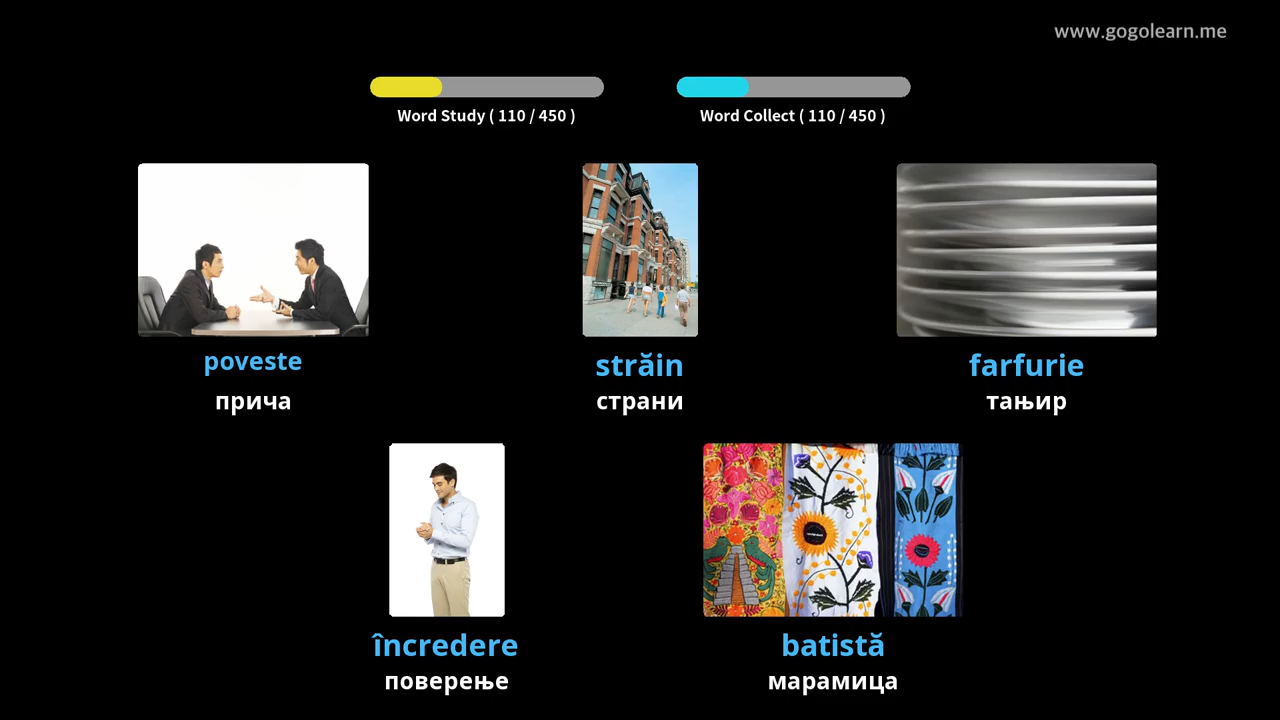 www.gogolearn.me
Word Study ( 110 / 450 )
Word Collect ( 110 / 450 )
poveste
străin
farfurie
прича
страни
тањир
încredere
batistă
поверење
марамица